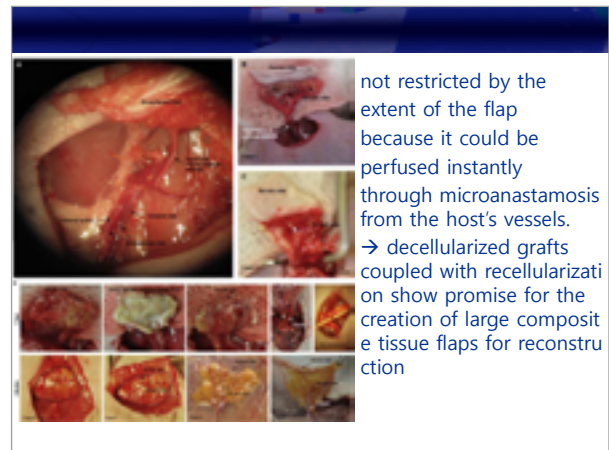 not restricted by the
extent of the flap
because it could be
perfused instantly
through microanastamosis
from the host's vessels.
→ decellularized grafts
coupled with recellularizati
on show promise for the
creation of large composit
e tissue flaps for reconstru
ction